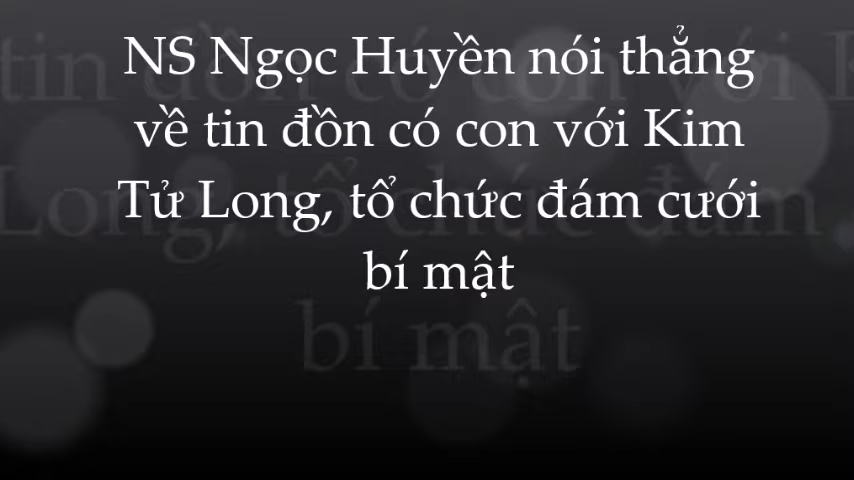 NS Ngọc Huyền nói thẳng
về tin đồn có con với Kim
Tử Long, tổ chức đám cưới
bí mật